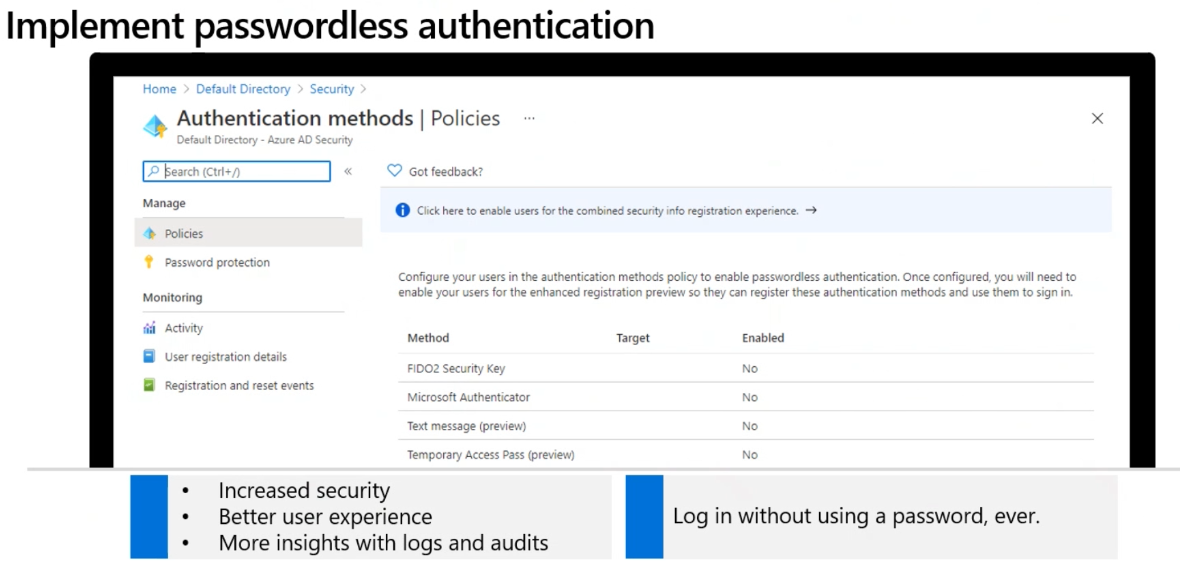 Implement passwordless authentication
Home > Default Directory > Security >
Authentication methods | Policies ...
Default Directory - Azure AD Security
Search (Ctrl+/) «
Got feedback?
Manage
Policies
Password protection
Monitoring
Activity
User registration details
Registration and reset events
Click here to enable users for the combined security info registration experience. →
Configure your users in the authentication methods policy to enable passwordless authentication. Once configured, you will need to
enable your users for the enhanced registration preview so they can register these authentication methods and use them to sign in.
Method Target Enabled
FIDO2 Security Key No
Microsoft Authenticator No
Text message (preview) No
Temporary Access Pass (preview) No
• Increased security
• Better user experience
• More insights with logs and audits
Log in without using a password, ever.